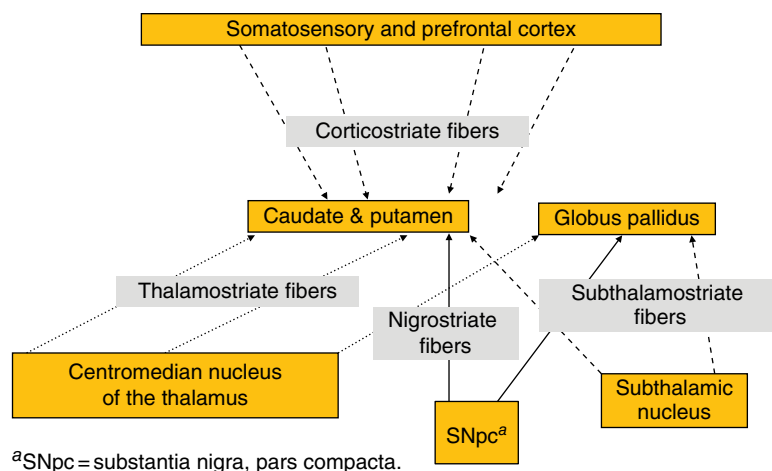 Somatosensory and prefrontal cortex
Corticostriate fibers
Caudate & putamen
Globus pallidus
Thalamostriate fibers
Nigrostriate
fibers
Subthalamostriate
fibers
Centromedian nucleus
of the thalamus
SNpcᵃ
Subthalamic
nucleus
ᵃSNpc = substantia nigra, pars compacta.